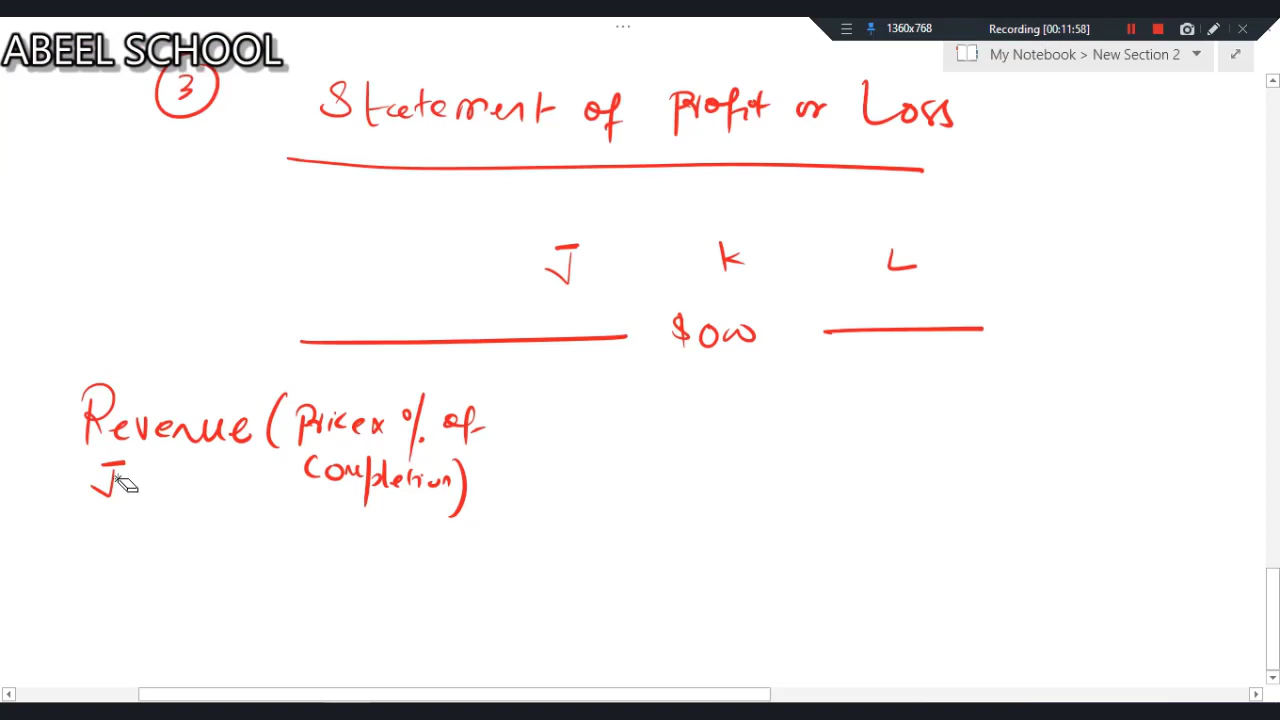 ABEEL SCHOOL
1360x768
Recording [00:11:58]
My Notebook > New Section 2
3 Statement of Profit or Loss
J K L
$000
Revenue (Price x % of
completion)
J